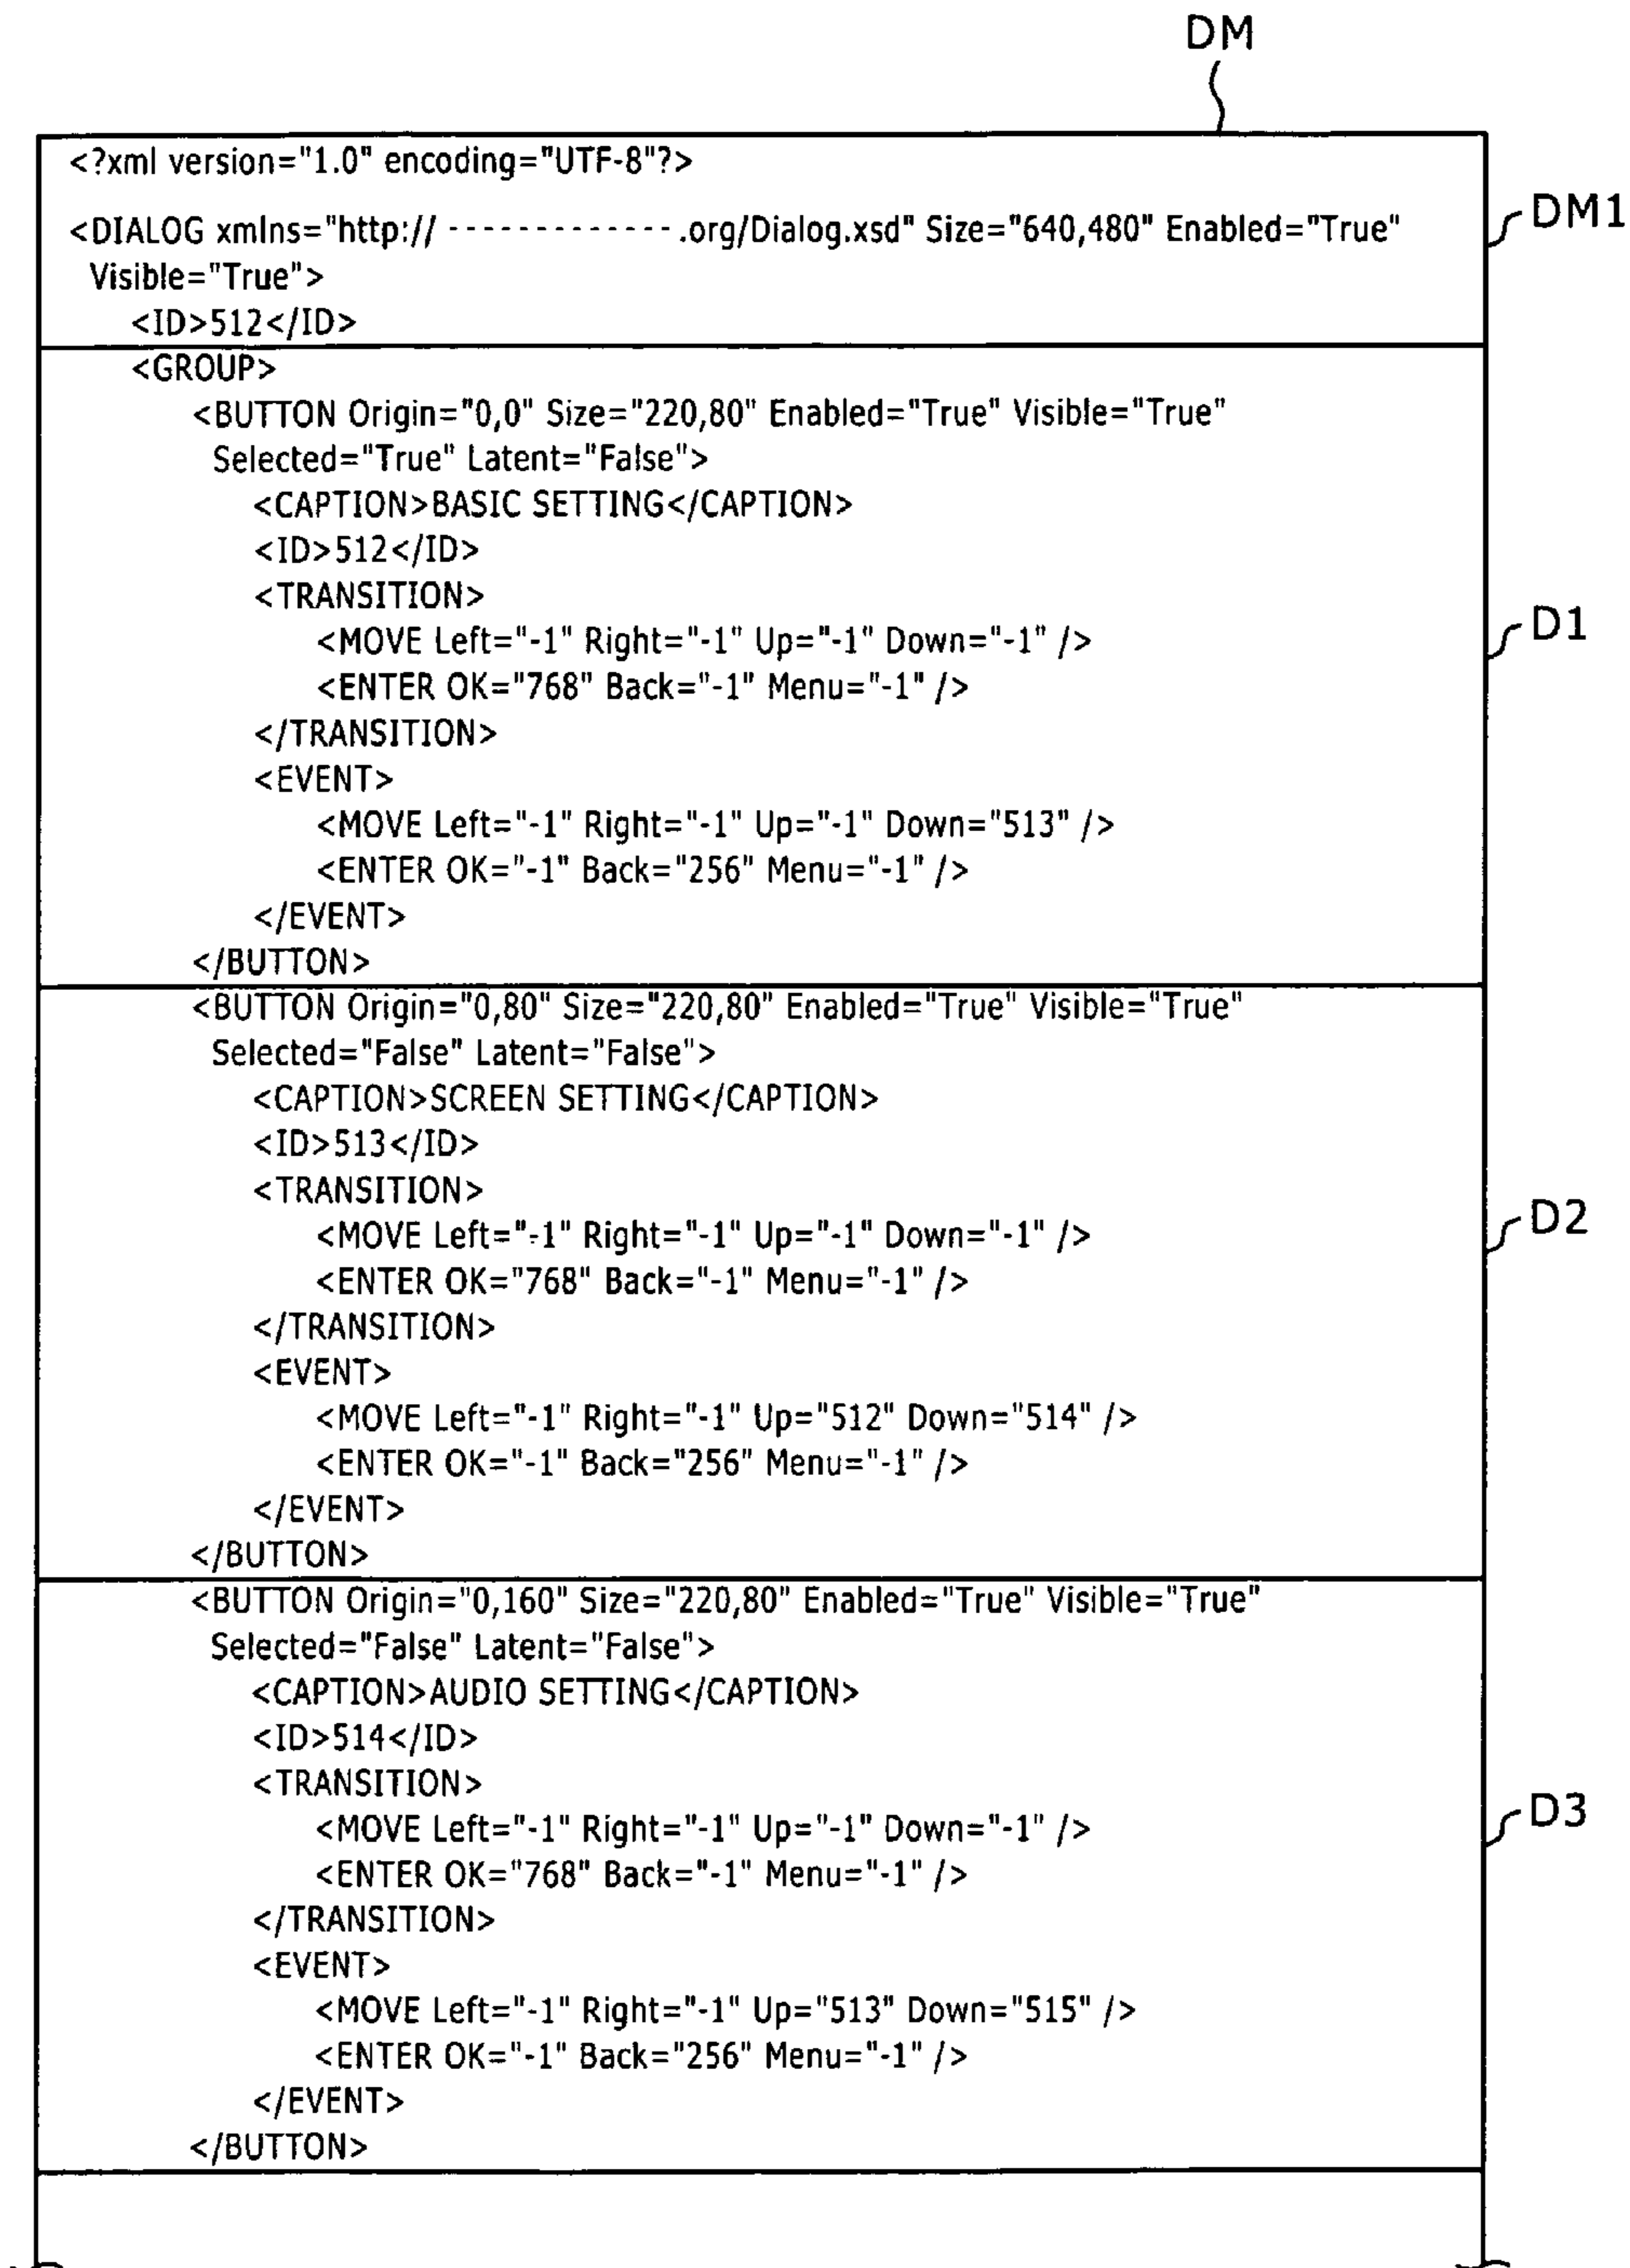 DM
<?xml version="1.0" encoding="UTF-8"?>
DM1
<DIALOG xmlns="http:// ------------- .org/Dialog.xsd" Size="640,480" Enabled="True"
Visible="True">
<ID>512</ID>
<GROUP>
<BUTTON Origin="0,0" Size="220,80" Enabled="True" Visible="True"
Selected="True" Latent="False">
<CAPTION>BASIC SETTING</CAPTION>
<ID>512</ID>
<TRANSITION>
D1
<MOVE Left="-1" Right="-1" Up="-1" Down="-1" />
<ENTER OK="768" Back="-1" Menu="-1" />
</TRANSITION>
<EVENT>
<MOVE Left="-1" Right="-1" Up="-1" Down="513" />
<ENTER OK="-1" Back="256" Menu="-1" />
</EVENT>
</BUTTON>
<BUTTON Origin="0,80" Size="220,80" Enabled="True" Visible="True"
Selected="False" Latent="False">
<CAPTION>SCREEN SETTING</CAPTION>
<ID>513</ID>
<TRANSITION>
D2
<MOVE Left="-1" Right="-1" Up="-1" Down="-1" />
<ENTER OK="768" Back="-1" Menu="-1" />
</TRANSITION>
<EVENT>
<MOVE Left="-1" Right="-1" Up="512" Down="514" />
<ENTER OK="-1" Back="256" Menu="-1" />
</EVENT>
</BUTTON>
<BUTTON Origin="0,160" Size="220,80" Enabled="True" Visible="True"
Selected="False" Latent="False">
<CAPTION>AUDIO SETTING</CAPTION>
<ID>514</ID>
<TRANSITION>
D3
<MOVE Left="-1" Right="-1" Up="-1" Down="-1" />
<ENTER OK="768" Back="-1" Menu="-1" />
</TRANSITION>
<EVENT>
<MOVE Left="-1" Right="-1" Up="513" Down="515" />
<ENTER OK="-1" Back="256" Menu="-1" />
</EVENT>
</BUTTON>